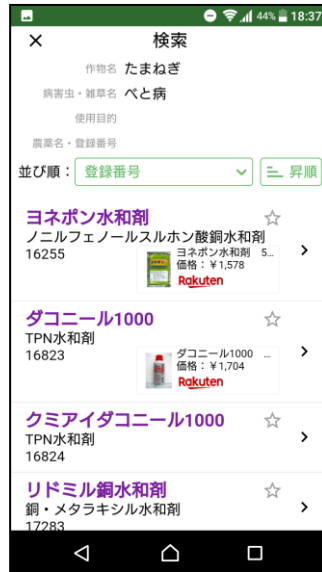 44% 18:37
× 検索
作物名 たまねぎ
病害虫・雑草名 べと病
使用目的
農薬名・登録番号
並び順： 登録番号 昇順
ヨネポン水和剤
ノニルフェノールスルホン酸銅水和剤
16255
ヨネポン水和剤 5...
価格：￥1,578
Rakuten
ダコニール1000
TPN水和剤
16823
ダコニール1000 ...
価格：￥1,704
Rakuten
クミアイダコニール1000
TPN水和剤
16824
リドミル銅水和剤
銅・メタラキシル水和剤
17283